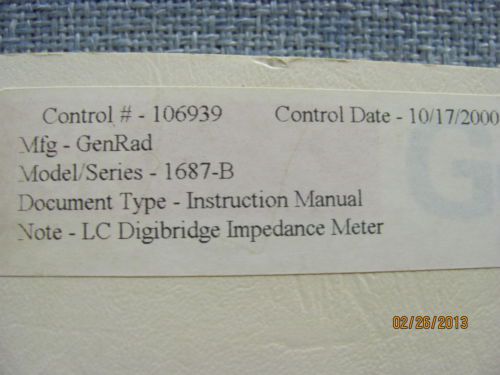 Control # - 106939 Control Date - 10/17/2000
Mfg - GenRad
Model/Series - 1687-B
Document Type - Instruction Manual
Note - LC Digibridge Impedance Meter
G
02/26/2013